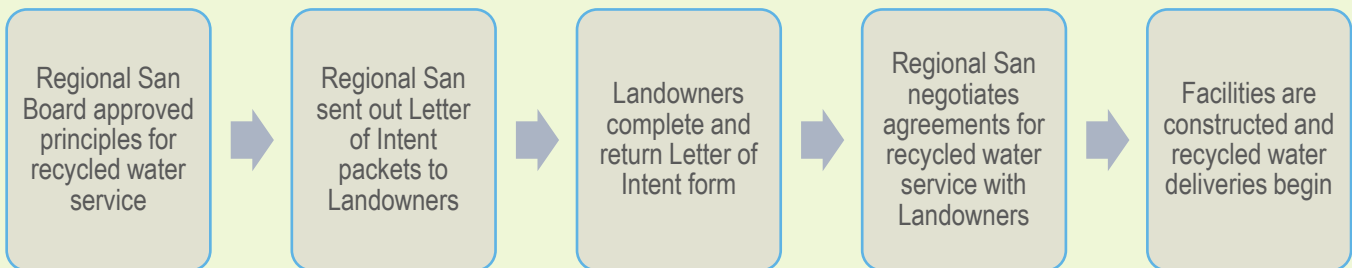 Regional San
Board approved
principles for
recycled water
service
Regional San
sent out Letter
of Intent
packets to
Landowners
Landowners
complete and
return Letter of
Intent form
Regional San
negotiates
agreements for
recycled water
service with
Landowners
Facilities are
constructed and
recycled water
deliveries begin